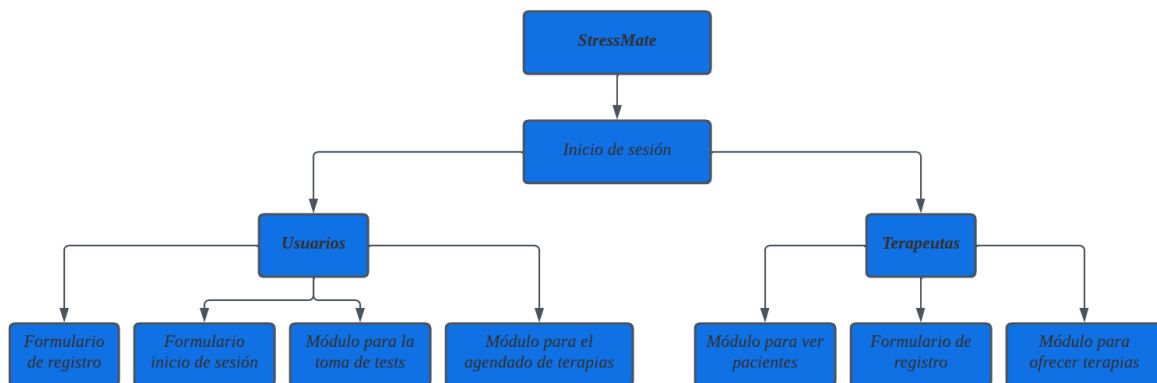 StressMate
Inicio de sesión
Usuarios
Terapeutas
Formulario
de registro
Formulario
inicio de sesión
Módulo para la
toma de tests
Módulo para el
agendado de terapias
Módulo para ver
pacientes
Formulario de
registro
Módulo para
ofrecer terapias